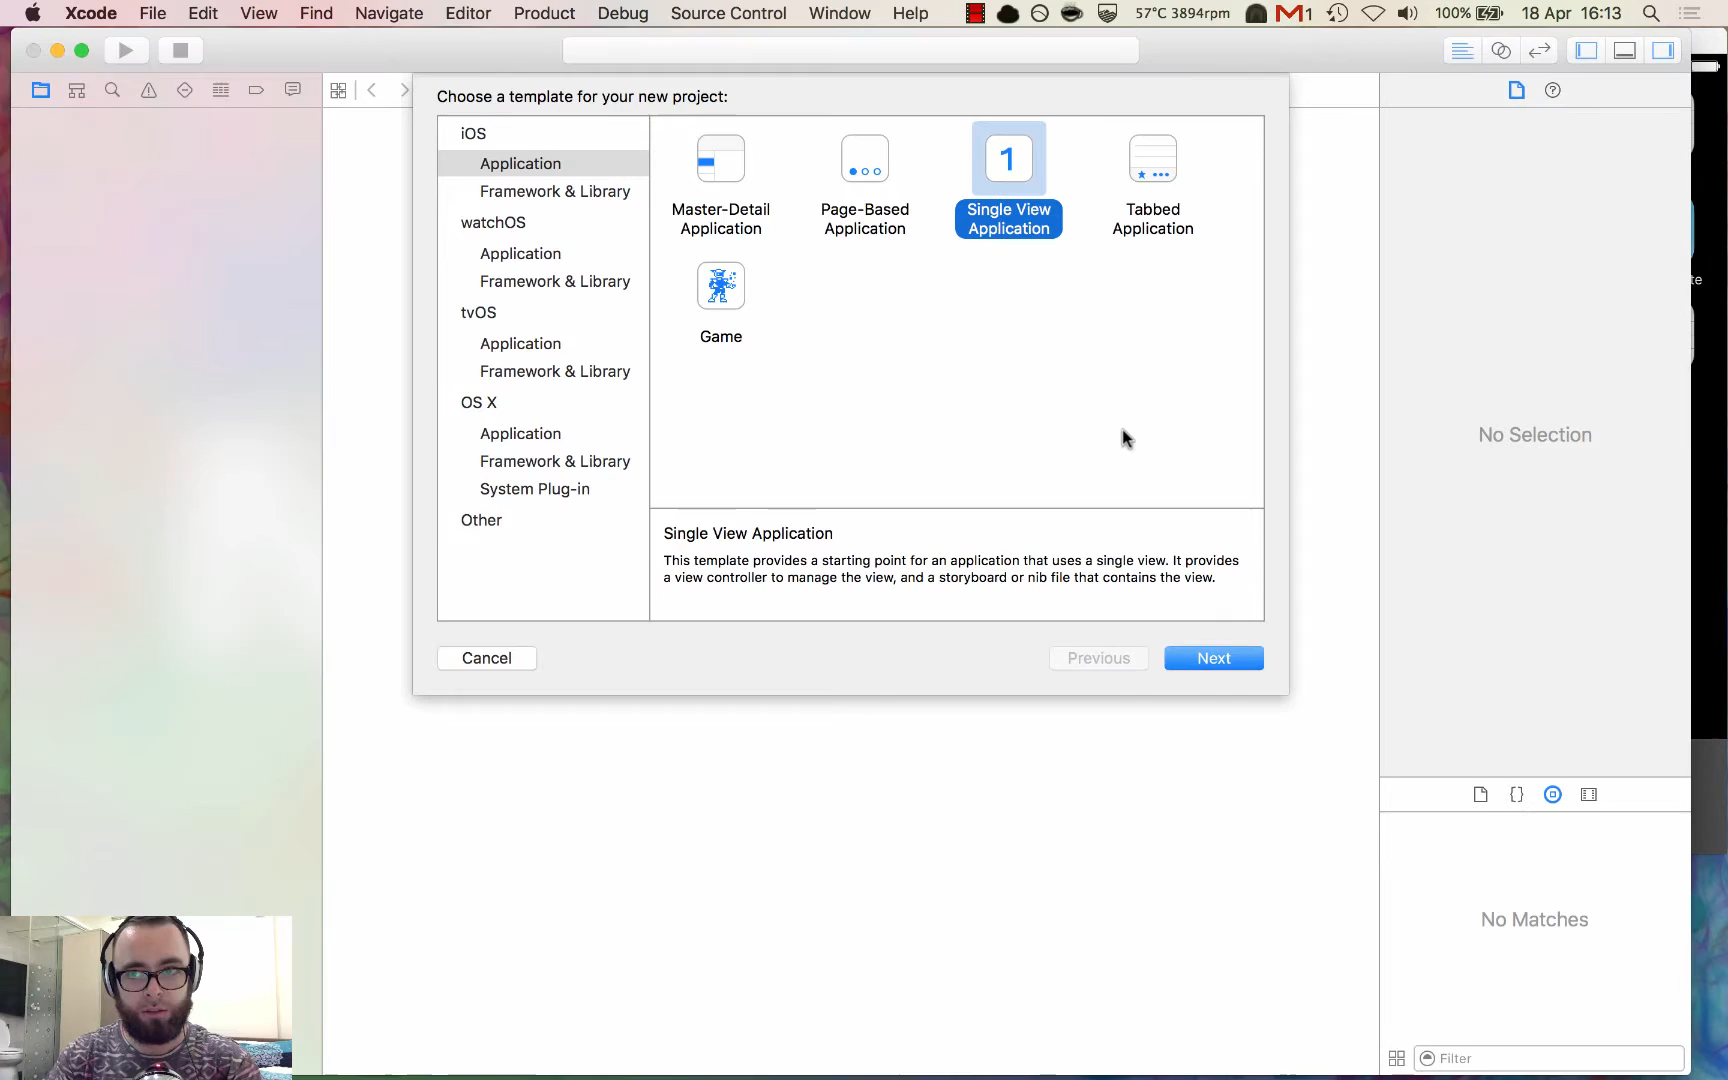 Xcode File Edit View Find Navigate Editor Product Debug Source Control Window Help 57°C 3894rpm 1 100% 18 Apr 16:13
Choose a template for your new project:
iOS
Application
Framework & Library
watchOS
Application
Framework & Library
tvOS
Application
Framework & Library
OS X
Application
Framework & Library
System Plug-in
Other
Master-Detail
Application
Page-Based
Application
1
Single View
Application
Tabbed
Application
Game
Single View Application
This template provides a starting point for an application that uses a single view. It provides
a view controller to manage the view, and a storyboard or nib file that contains the view.
Cancel
Previous
Next
No Selection
te
{}
No Matches
Filter